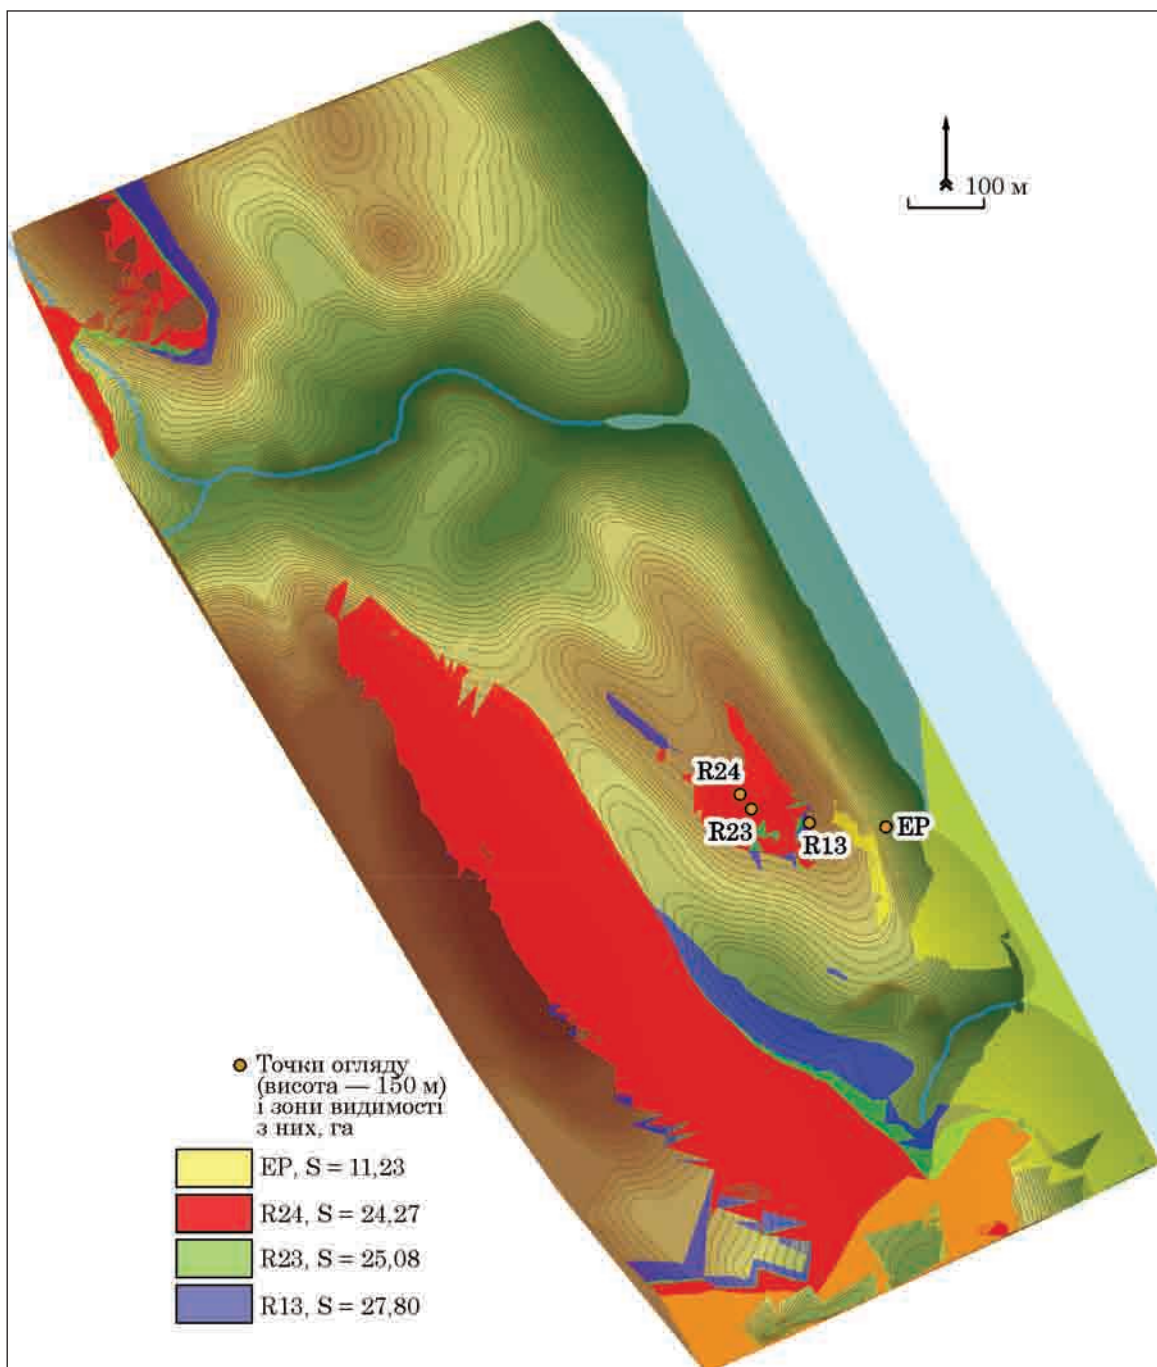 100 м
R24
R23
R13
EP
Точки огляду
(висота — 150 м)
і зони видимості
з них, га
EP, S = 11,23
R24, S = 24,27
R23, S = 25,08
R13, S = 27,80